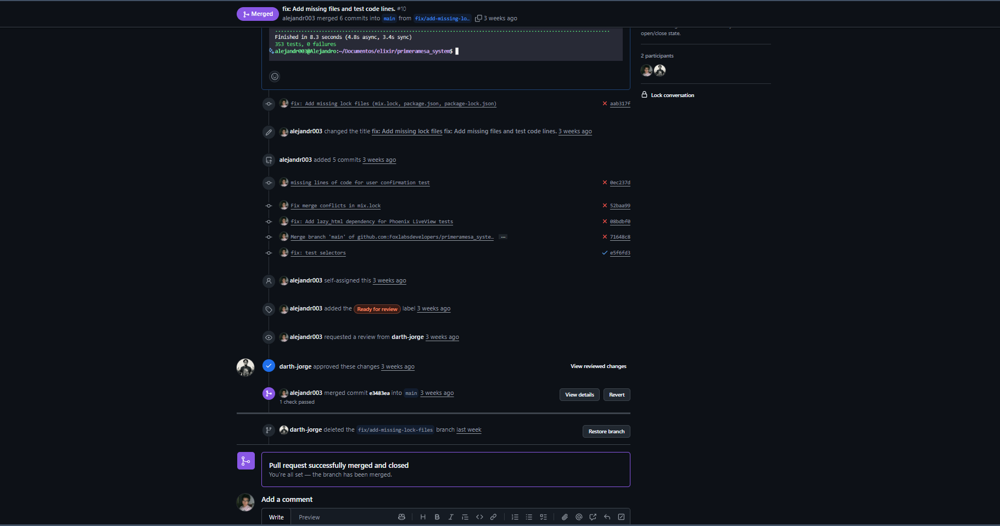 Merged
fix: Add missing files and test code lines. #10
alejandr003 merged 6 commits into main from fix/add-missing-lo… 3 weeks ago
Finished in 8.3 seconds (4.8s async, 3.4s sync)
353 tests, 0 failures
alejandr003@Alejandro:~/Documentos/elixir/primeramesa_system$
open/close state.
2 participants
Lock conversation
fix: Add missing lock files (mix.lock, package.json, package-lock.json) aab317f
alejandr003 changed the title fix: Add missing lock files fix: Add missing files and test code lines. 3 weeks ago
alejandr003 added 5 commits 3 weeks ago
missing lines of code for user confirmation test 0ec237d
Fix merge conflicts in mix.lock 52baa99
fix: Add lazy_html dependency for Phoenix LiveView tests 08bdbf0
Merge branch 'main' of github.com:Foxlabsdevelopers/primeramesa_syste… … 71648c8
fix: test selectors e5f6fd3
alejandr003 self-assigned this 3 weeks ago
alejandr003 added the Ready for review label 3 weeks ago
alejandr003 requested a review from darth-jorge 3 weeks ago
darth-jorge approved these changes 3 weeks ago View reviewed changes
alejandr003 merged commit e3483ea into main 3 weeks ago View details Revert
1 check passed
darth-jorge deleted the fix/add-missing-lock-files branch last week Restore branch
Pull request successfully merged and closed
You're all set — the branch has been merged.
Add a comment
Write Preview